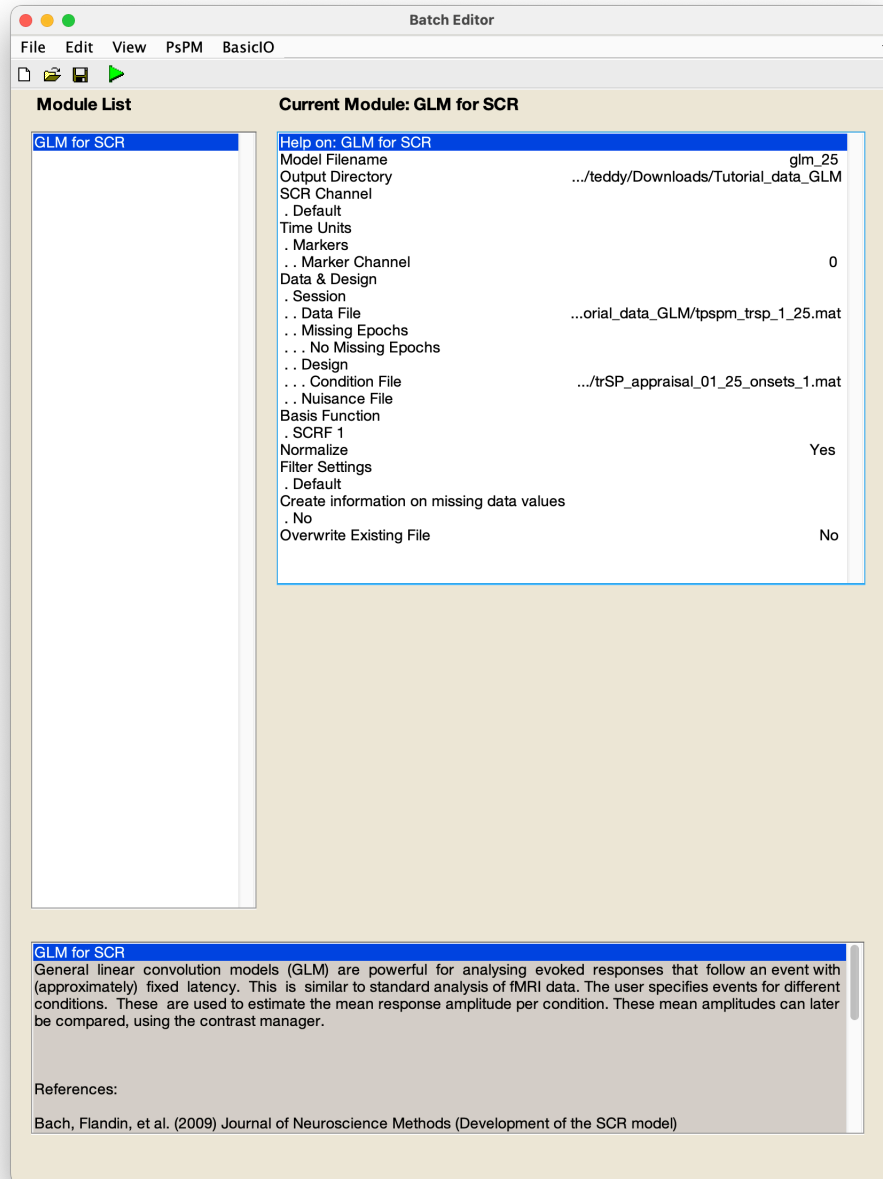 Batch Editor
File Edit View PsPM BasicIO
Module List
Current Module: GLM for SCR
GLM for SCR
Help on: GLM for SCR
Model Filename glm_25
Output Directory .../teddy/Downloads/Tutorial_data_GLM
SCR Channel
. Default
Time Units
. Markers
. . Marker Channel 0
Data & Design
. Session
. . Data File ...orial_data_GLM/tpspm_trsp_1_25.mat
. . Missing Epochs
. . . No Missing Epochs
. . Design
. . . Condition File .../trSP_appraisal_01_25_onsets_1.mat
. . Nuisance File
Basis Function
. SCRF 1
Normalize Yes
Filter Settings
. Default
Create information on missing data values
. No
Overwrite Existing File No
GLM for SCR
General linear convolution models (GLM) are powerful for analysing evoked responses that follow an event with
(approximately) fixed latency. This is similar to standard analysis of fMRI data. The user specifies events for different
conditions. These are used to estimate the mean response amplitude per condition. These mean amplitudes can later
be compared, using the contrast manager.
References:
Bach, Flandin, et al. (2009) Journal of Neuroscience Methods (Development of the SCR model)